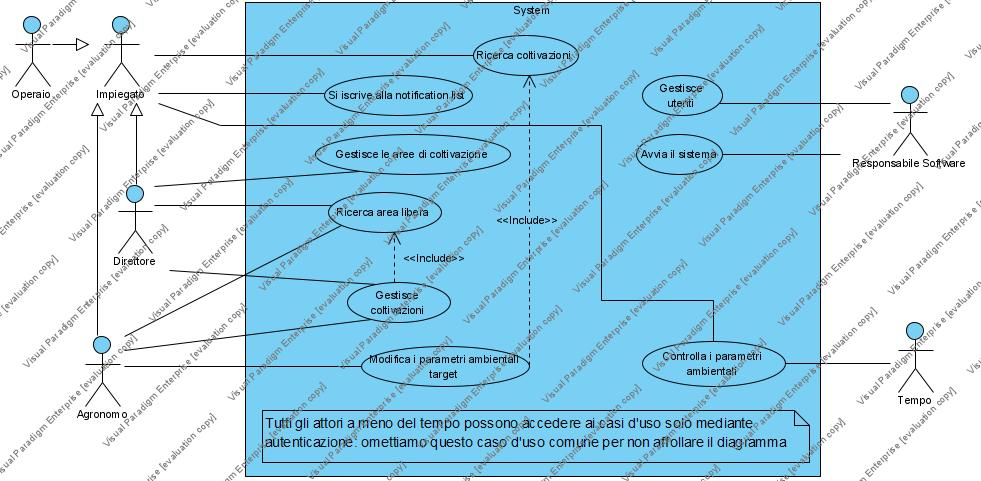 System
Operaio
Impiegato
Ricerca coltivazioni
Si iscrive alla notification list
Gestisce
utenti
Gestisce le aree di coltivazione
Avvia il sistema
Responsabile Software
Ricerca area libera
<<Include>>
Direttore
<<Include>>
Gestisce
coltivazioni
Modifica i parametri ambientali
target
Controlla i parametri
ambientali
Agronomo
Tempo
Tutti gli attori a meno del tempo possono accedere ai casi d'uso solo mediante
autenticazione: omettiamo questo caso d'uso comune per non affollare il diagramma
Visual Paradigm Enterprise [evaluation copy]